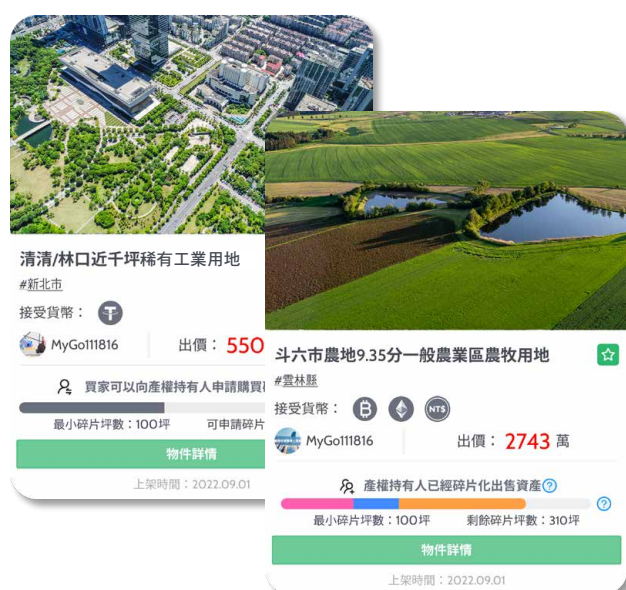 清清/林口近千坪稀有工業用地
#新北市
接受貨幣：
MyGo111816
出價： 550
買家可以向產權持有人申請購買
最小碎片坪數：100坪
可申請碎片
物件詳情
上架時間：2022.09.01
斗六市農地9.35分一般農業區農牧用地
#雲林縣
接受貨幣：
NT$
MyGo111816
出價： 2743 萬
產權持有人已經碎片化出售資產?
?
最小碎片坪數：100坪
剩餘碎片坪數：310坪
物件詳情
上架時間：2022.09.01